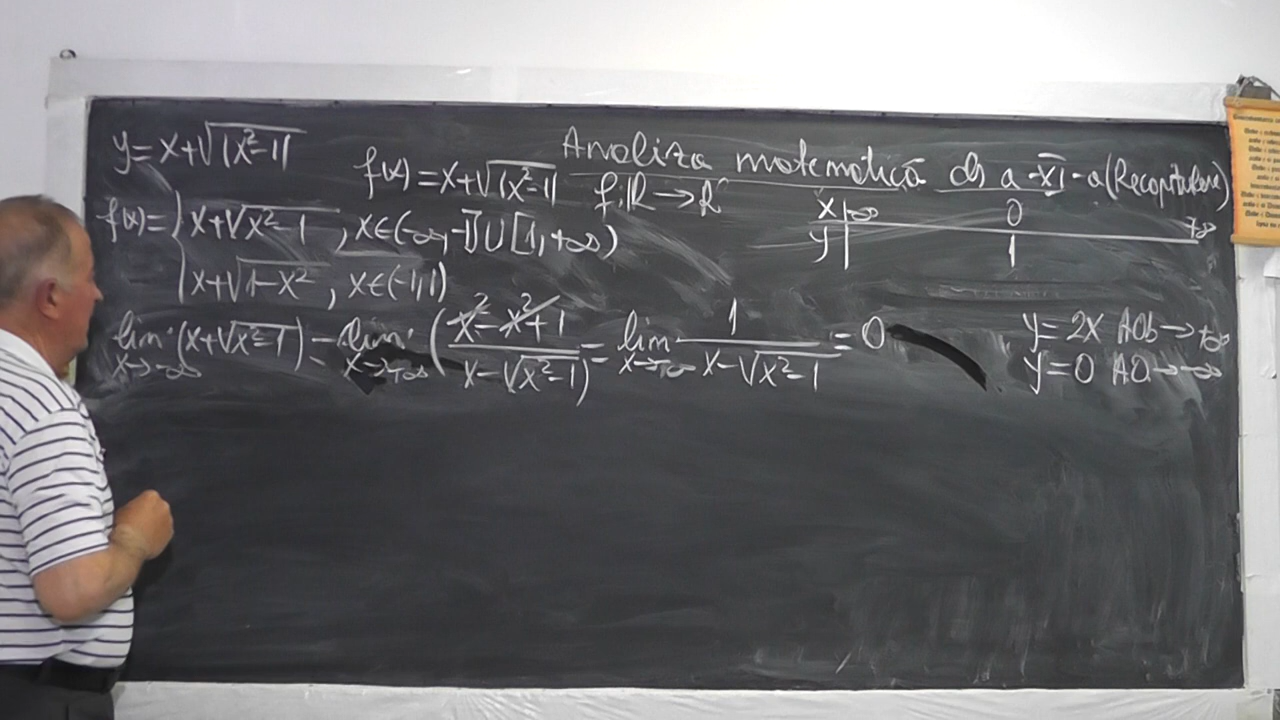 y=x+√|x²-1|
Analiza matematică cls a-XI-a (Recapitulare)
f(x)=x+√|x²-1| f:ℝ→ℝ
x | -∞ 0 +∞
y | 1
f(x)= { x+√x²-1 , x∈(-∞,-1]∪[1,+∞)
x+√1-x² , x∈(-1,1)
lim (x+√x²-1) = lim (x²-x²+1 / x-√x²-1) = lim 1 / x-√x²-1 = 0
x→-∞ x→-∞ x→-∞
y=2x AOb→+∞
y=0 AO→-∞